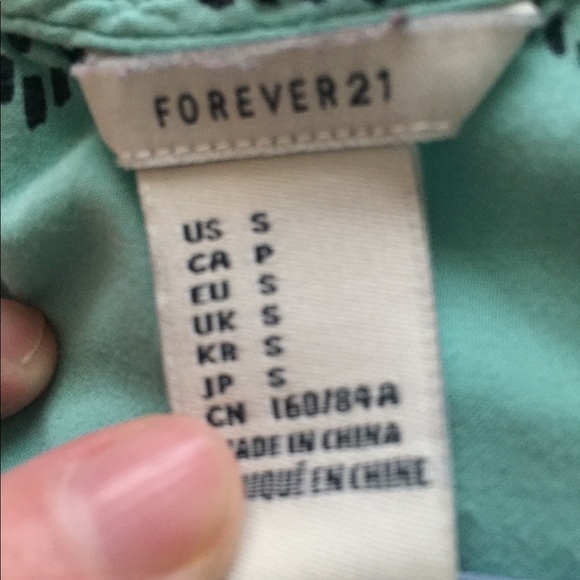 FOREVER21
US S
CA P
EU S
UK S
KR S
JP S
CN 160/84A
IN CHINA
EN CHINE